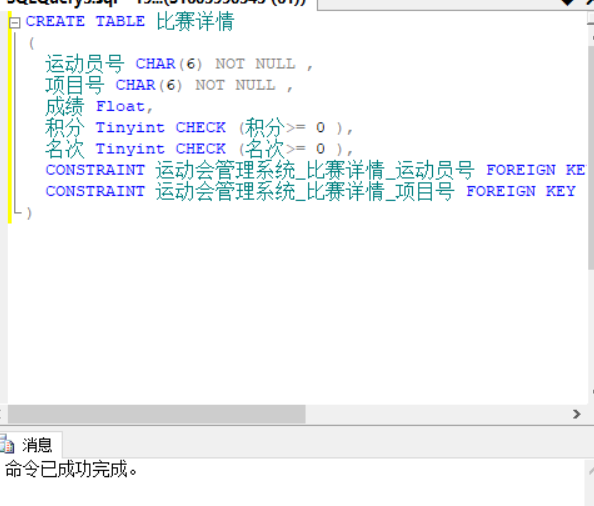 CREATE TABLE 比赛详情
(
运动员号 CHAR(6) NOT NULL ,
项目号 CHAR(6) NOT NULL ,
成绩 Float,
积分 Tinyint CHECK (积分>= 0 ),
名次 Tinyint CHECK (名次>= 0 ),
CONSTRAINT 运动会管理系统_比赛详情_运动员号 FOREIGN KE
CONSTRAINT 运动会管理系统_比赛详情_项目号 FOREIGN KEY
)
消息
命令已成功完成。